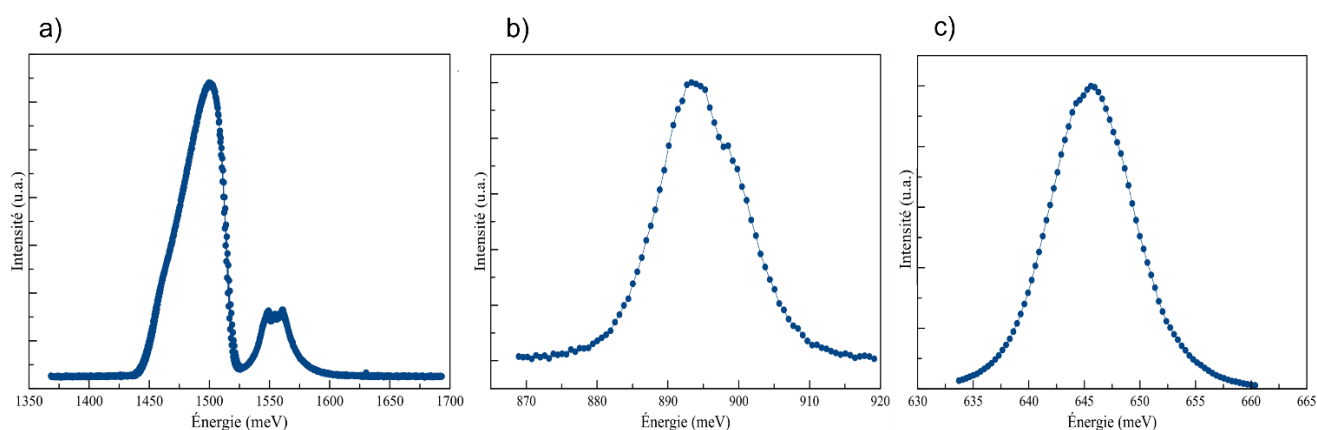 a)
b)
c)
Intensité (u.a.)
Intensité (u.a.)
Intensité (u.a.)
1350 1400 1450 1500 1550 1600 1650 1700
870 880 890 900 910 920
630 635 640 645 650 655 660 665
Énergie (meV)
Énergie (meV)
Énergie (meV)